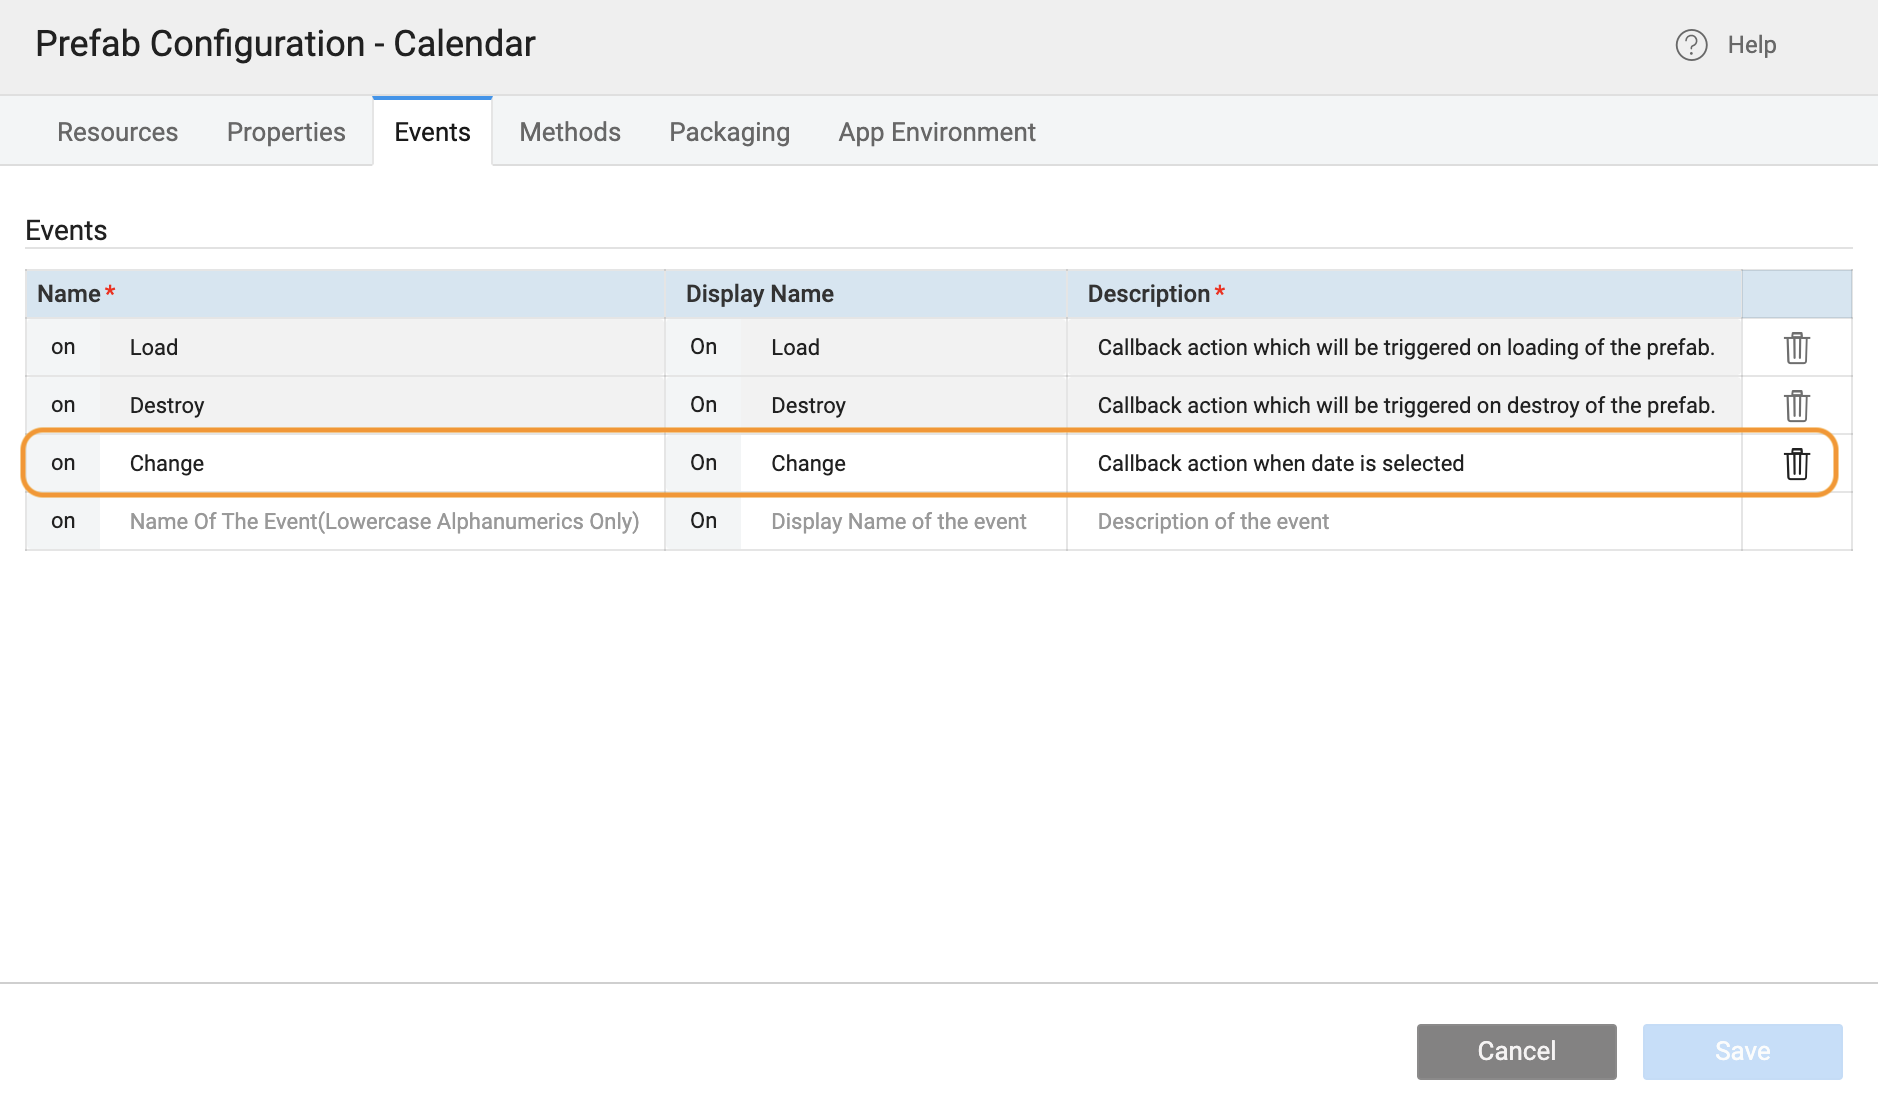 Prefab Configuration - Calendar
? Help
Resources Properties Events Methods Packaging App Environment
Events
Name* Display Name Description*
on Load On Load Callback action which will be triggered on loading of the prefab.
on Destroy On Destroy Callback action which will be triggered on destroy of the prefab.
on Change On Change Callback action when date is selected
on Name Of The Event(Lowercase Alphanumerics Only) On Display Name of the event Description of the event
Cancel Save